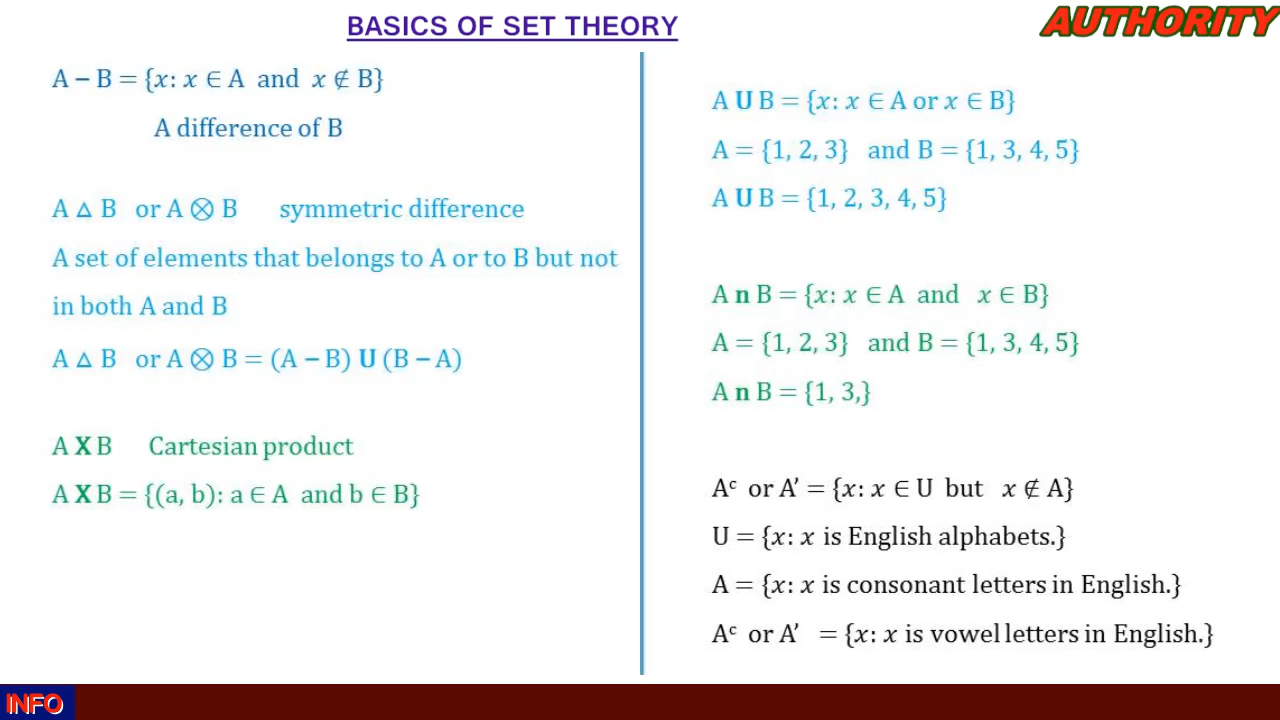 BASICS OF SET THEORY
AUTHORITY
A − B = {x: x ∈ A and x ∉ B}
A difference of B
A △ B or A ⊗ B symmetric difference
A set of elements that belongs to A or to B but not
in both A and B
A △ B or A ⊗ B = (A − B) U (B − A)
A X B Cartesian product
A X B = {(a, b): a ∈ A and b ∈ B}
A U B = {x: x ∈ A or x ∈ B}
A = {1, 2, 3} and B = {1, 3, 4, 5}
A U B = {1, 2, 3, 4, 5}
A n B = {x: x ∈ A and x ∈ B}
A = {1, 2, 3} and B = {1, 3, 4, 5}
A n B = {1, 3,}
Aᶜ or A’ = {x: x ∈ U but x ∉ A}
U = {x: x is English alphabets.}
A = {x: x is consonant letters in English.}
Aᶜ or A’ = {x: x is vowel letters in English.}
INFO